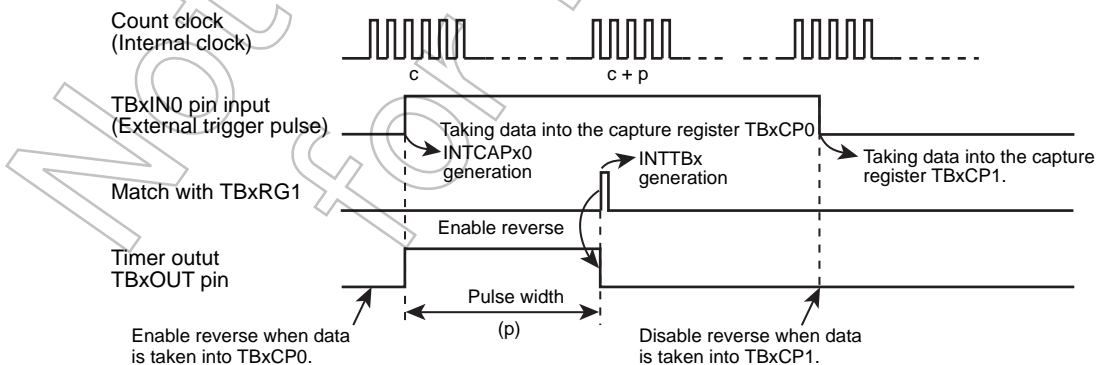 Count clock
(Internal clock)
c
c + p
TBxIN0 pin input
(External trigger pulse)
Taking data into the capture register TBxCP0
INTCAPx0
generation
INTTBx
generation
Taking data into the capture
register TBxCP1.
Match with TBxRG1
Enable reverse
Timer outut
TBxOUT pin
Pulse width
(p)
Enable reverse when data
is taken into TBxCP0.
Disable reverse when data
is taken into TBxCP1.